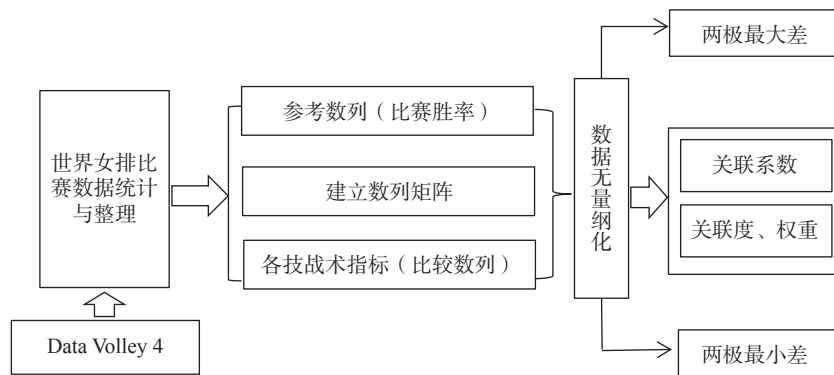 两极最大差
参考数列（比赛胜率）
世界女排比
赛数据统计
与整理
建立数列矩阵
数据无量纲化
关联系数
关联度、权重
各技战术指标（比较数列）
Data Volley 4
两极最小差